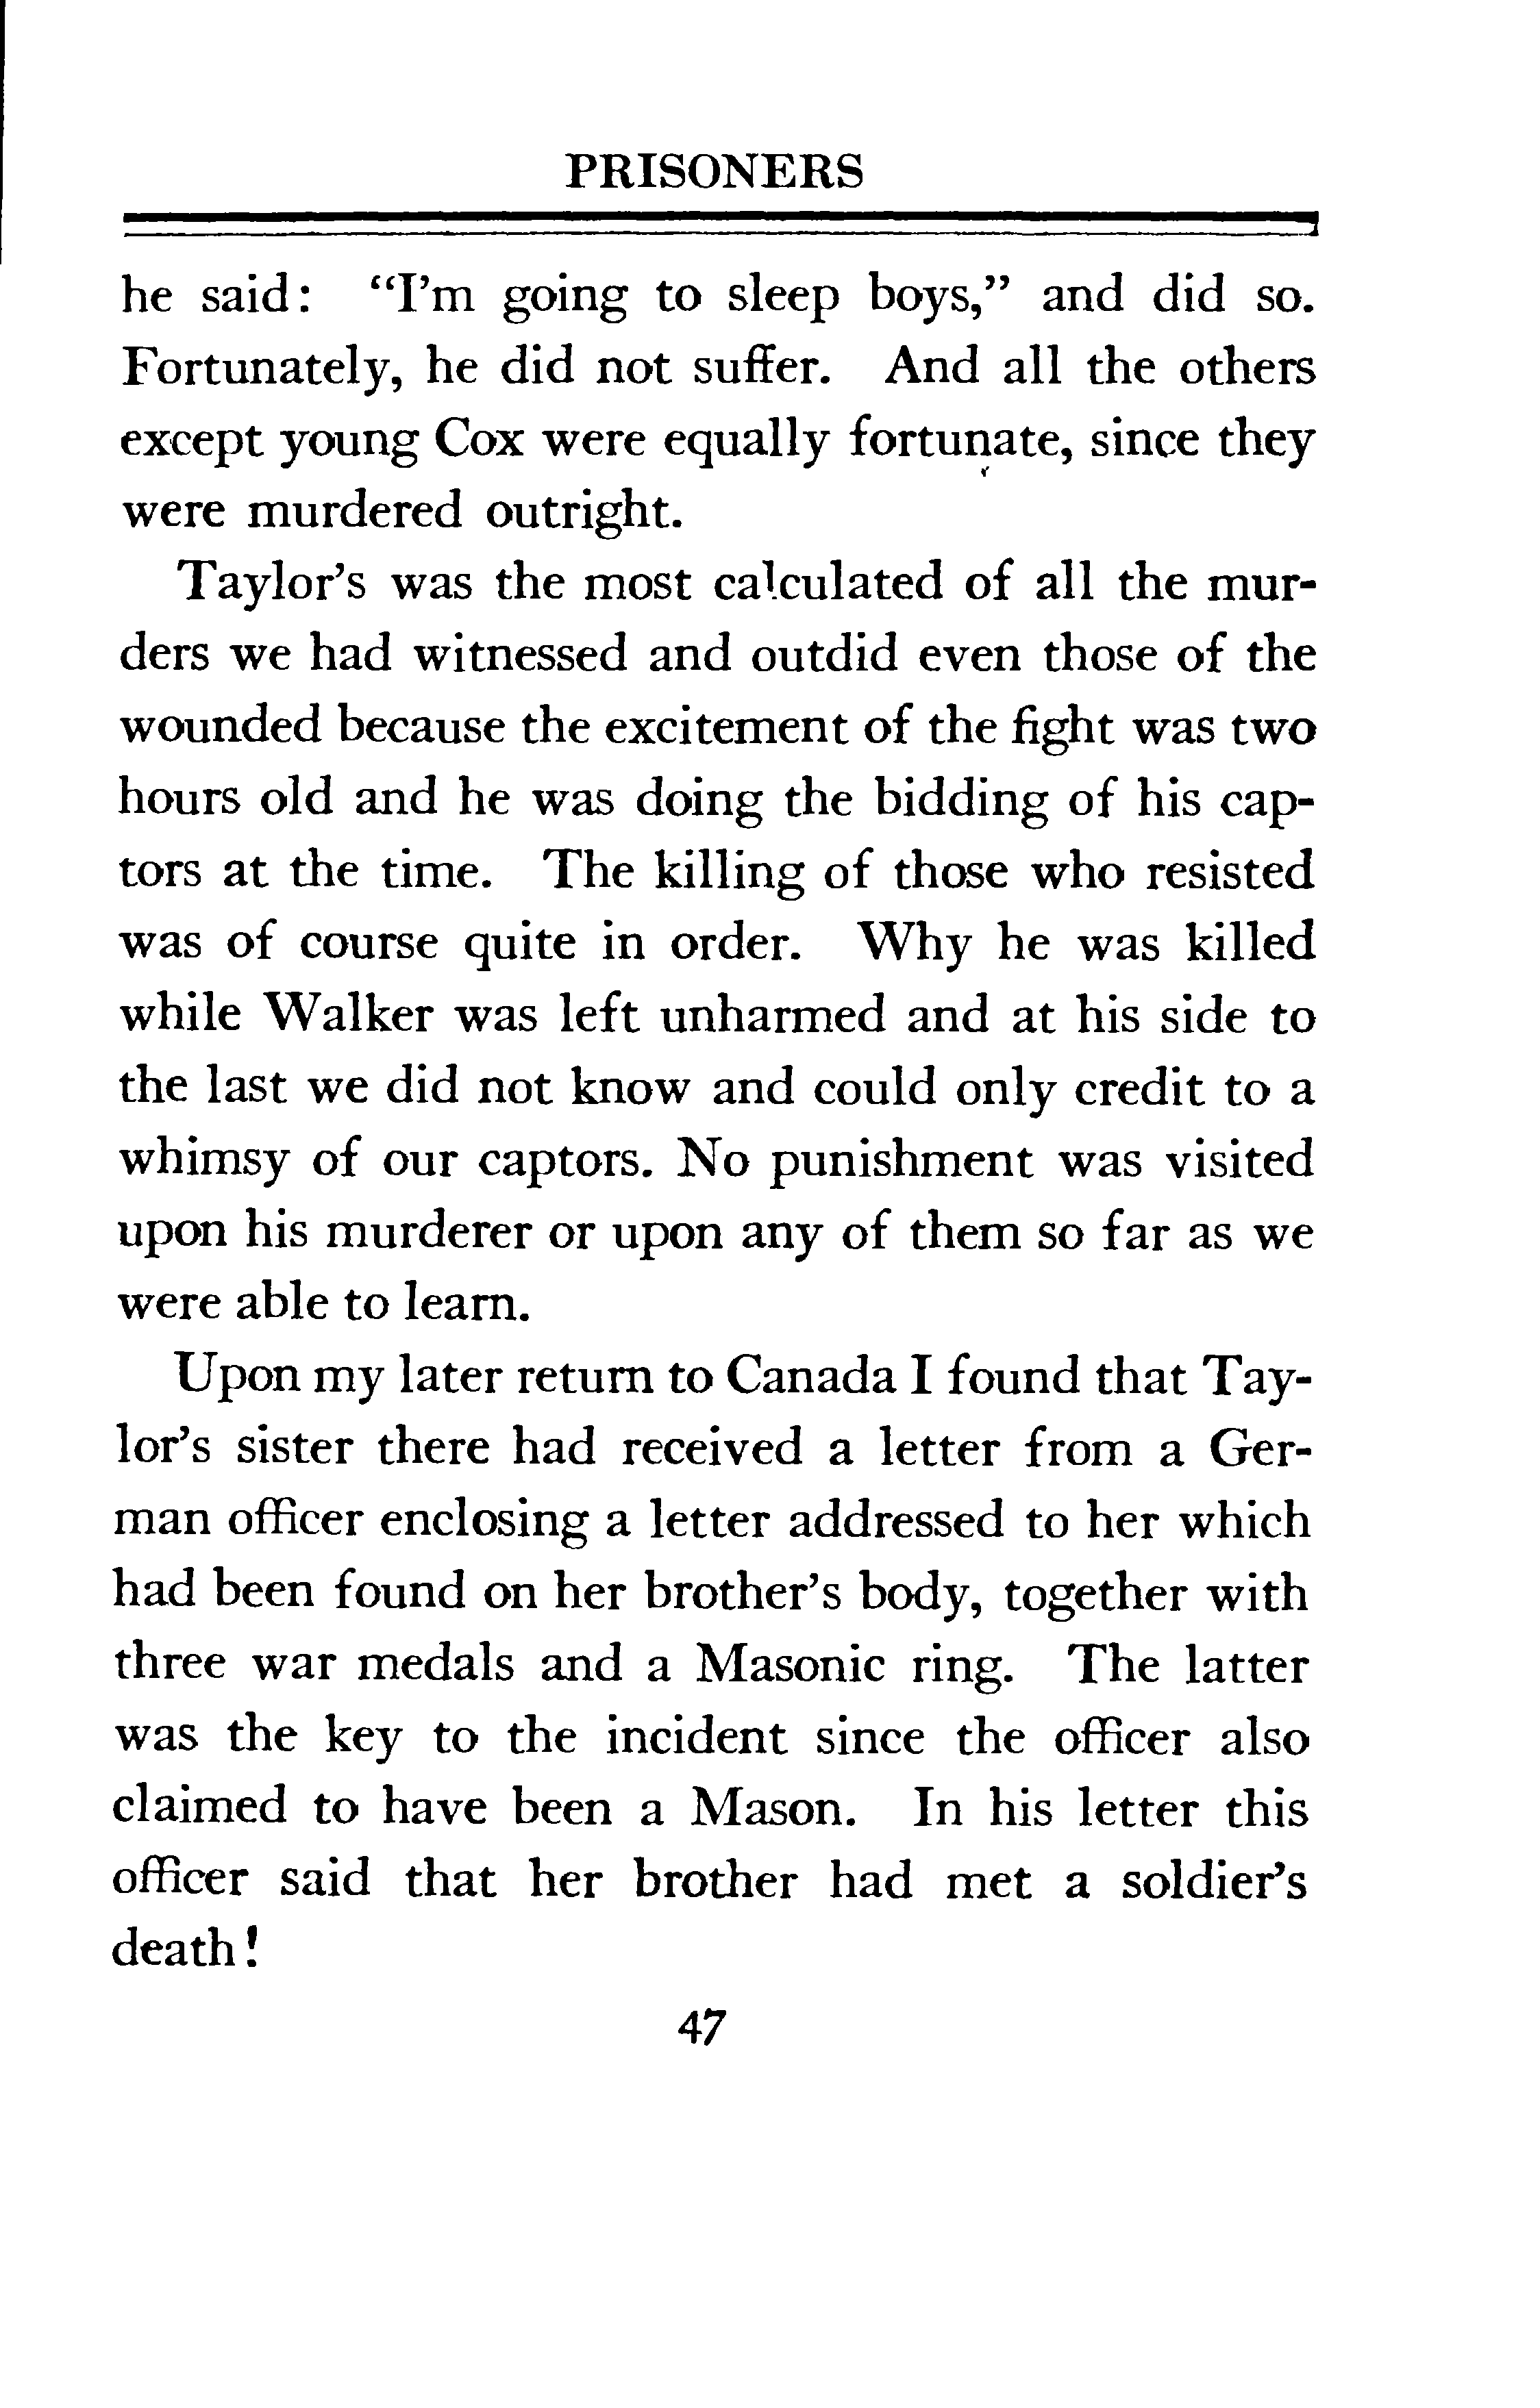 PRISONERS
he said: "I'm going to sleep boys," and did so.
Fortunately, he did not suffer. And all the others
except young Cox were equally fortunate, since they
were murdered outright.
Taylor's was the most calculated of all the mur-
ders we had witnessed and outdid even those of the
wounded because the excitement of the fight was two
hours old and he was doing the bidding of his cap-
tors at the time. The killing of those who resisted
was of course quite in order. Why he was killed
while Walker was left unharmed and at his side to
the last we did not know and could only credit to a
whimsy of our captors. No punishment was visited
upon his murderer or upon any of them so far as we
were able to learn.
Upon my later return to Canada I found that Tay-
lor's sister there had received a letter from a Ger-
man officer enclosing a letter addressed to her which
had been found on her brother's body, together with
three war medals and a Masonic ring. The latter
was the key to the incident since the officer also
claimed to have been a Mason. In his letter this
officer said that her brother had met a soldier's
death!
47